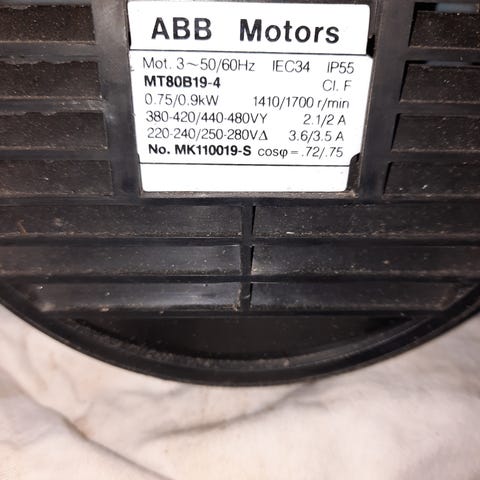 ABB Motors
Mot. 3~50/60Hz IEC34 IP55
MT80B19-4 Cl. F
0.75/0.9kW 1410/1700 r/min
380-420/440-480VY 2.1/2 A
220-240/250-280VΔ 3.6/3.5 A
No. MK110019-S cosφ = .72/.75